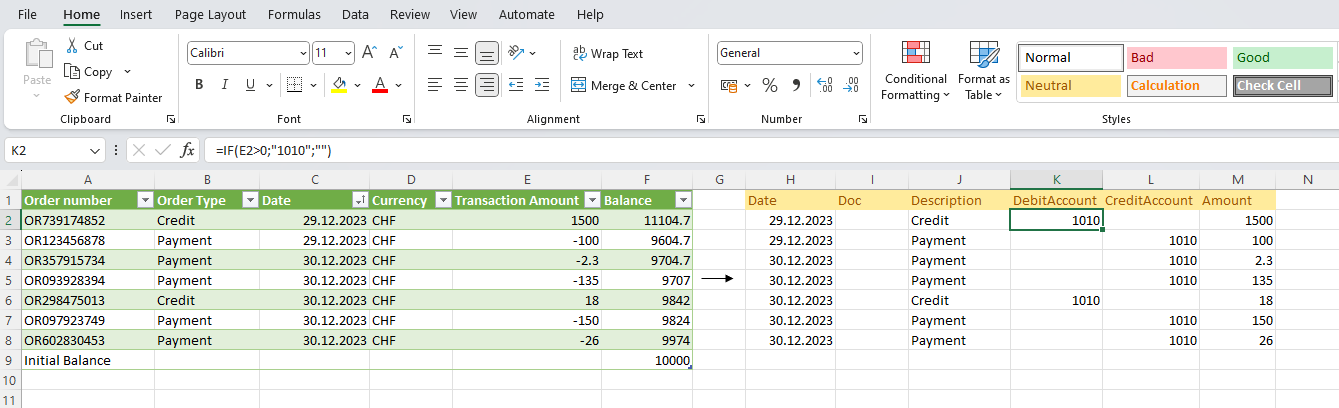 File Home Insert Page Layout Formulas Data Review View Automate Help
Paste Cut Copy Format Painter Clipboard
Calibri 11 A A B I U A Font
ab Wrap Text Merge & Center Alignment
General % Number
Conditional Formatting Format as Table
Normal Bad Good
Neutral Calculation Check Cell
Styles
K2 fx =IF(E2>0;"1010";"")
A B C D E F G H I J K L M N
1 Order number Order Type Date Currency Transaction Amount Balance Date Doc Description DebitAccount CreditAccount Amount
2 OR739174852 Credit 29.12.2023 CHF 1500 11104.7 29.12.2023 Credit 1010 1500
3 OR123456878 Payment 29.12.2023 CHF -100 9604.7 29.12.2023 Payment 1010 100
4 OR357915734 Payment 30.12.2023 CHF -2.3 9704.7 30.12.2023 Payment 1010 2.3
5 OR093928394 Payment 30.12.2023 CHF -135 9707 30.12.2023 Payment 1010 135
6 OR298475013 Credit 30.12.2023 CHF 18 9842 30.12.2023 Credit 1010 18
7 OR097923749 Payment 30.12.2023 CHF -150 9824 30.12.2023 Payment 1010 150
8 OR602830453 Payment 30.12.2023 CHF -26 9974 30.12.2023 Payment 1010 26
9 Initial Balance 10000
10
11